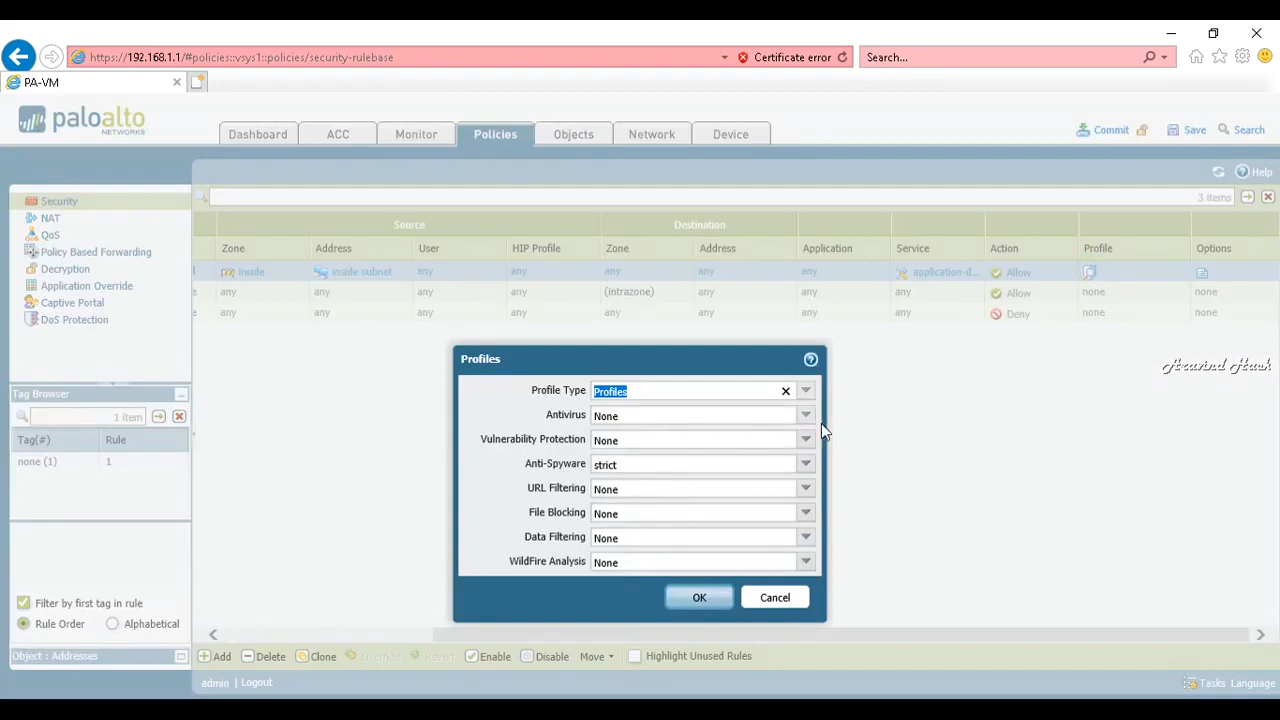 https://192.168.1.1/#policies::vsys1::policies/security-rulebase
Certificate error
Search...
PA-VM
paloalto
NETWORKS
Dashboard
ACC
Monitor
Policies
Objects
Network
Device
Commit
Save
Search
Help
Security
NAT
QoS
Policy Based Forwarding
Decryption
Application Override
Captive Portal
DoS Protection
3 items
Source
Destination
Zone
Address
User
HIP Profile
Zone
Address
Application
Service
Action
Profile
Options
inside
inside subnet
any
any
any
any
any
application-d...
Allow
any
any
any
any
(intrazone)
any
any
any
Allow
none
none
any
any
any
any
any
any
any
any
Deny
none
none
Tag Browser
1 item
Tag(#)
Rule
none (1)
1
Filter by first tag in rule
Rule Order
Alphabetical
Object : Addresses
Profiles
Profile Type
Profiles
Antivirus
None
Vulnerability Protection
None
Anti-Spyware
strict
URL Filtering
None
File Blocking
None
Data Filtering
None
WildFire Analysis
None
OK
Cancel
Add
Delete
Clone
Override
Revert
Enable
Disable
Move
Highlight Unused Rules
admin | Logout
Tasks
Language